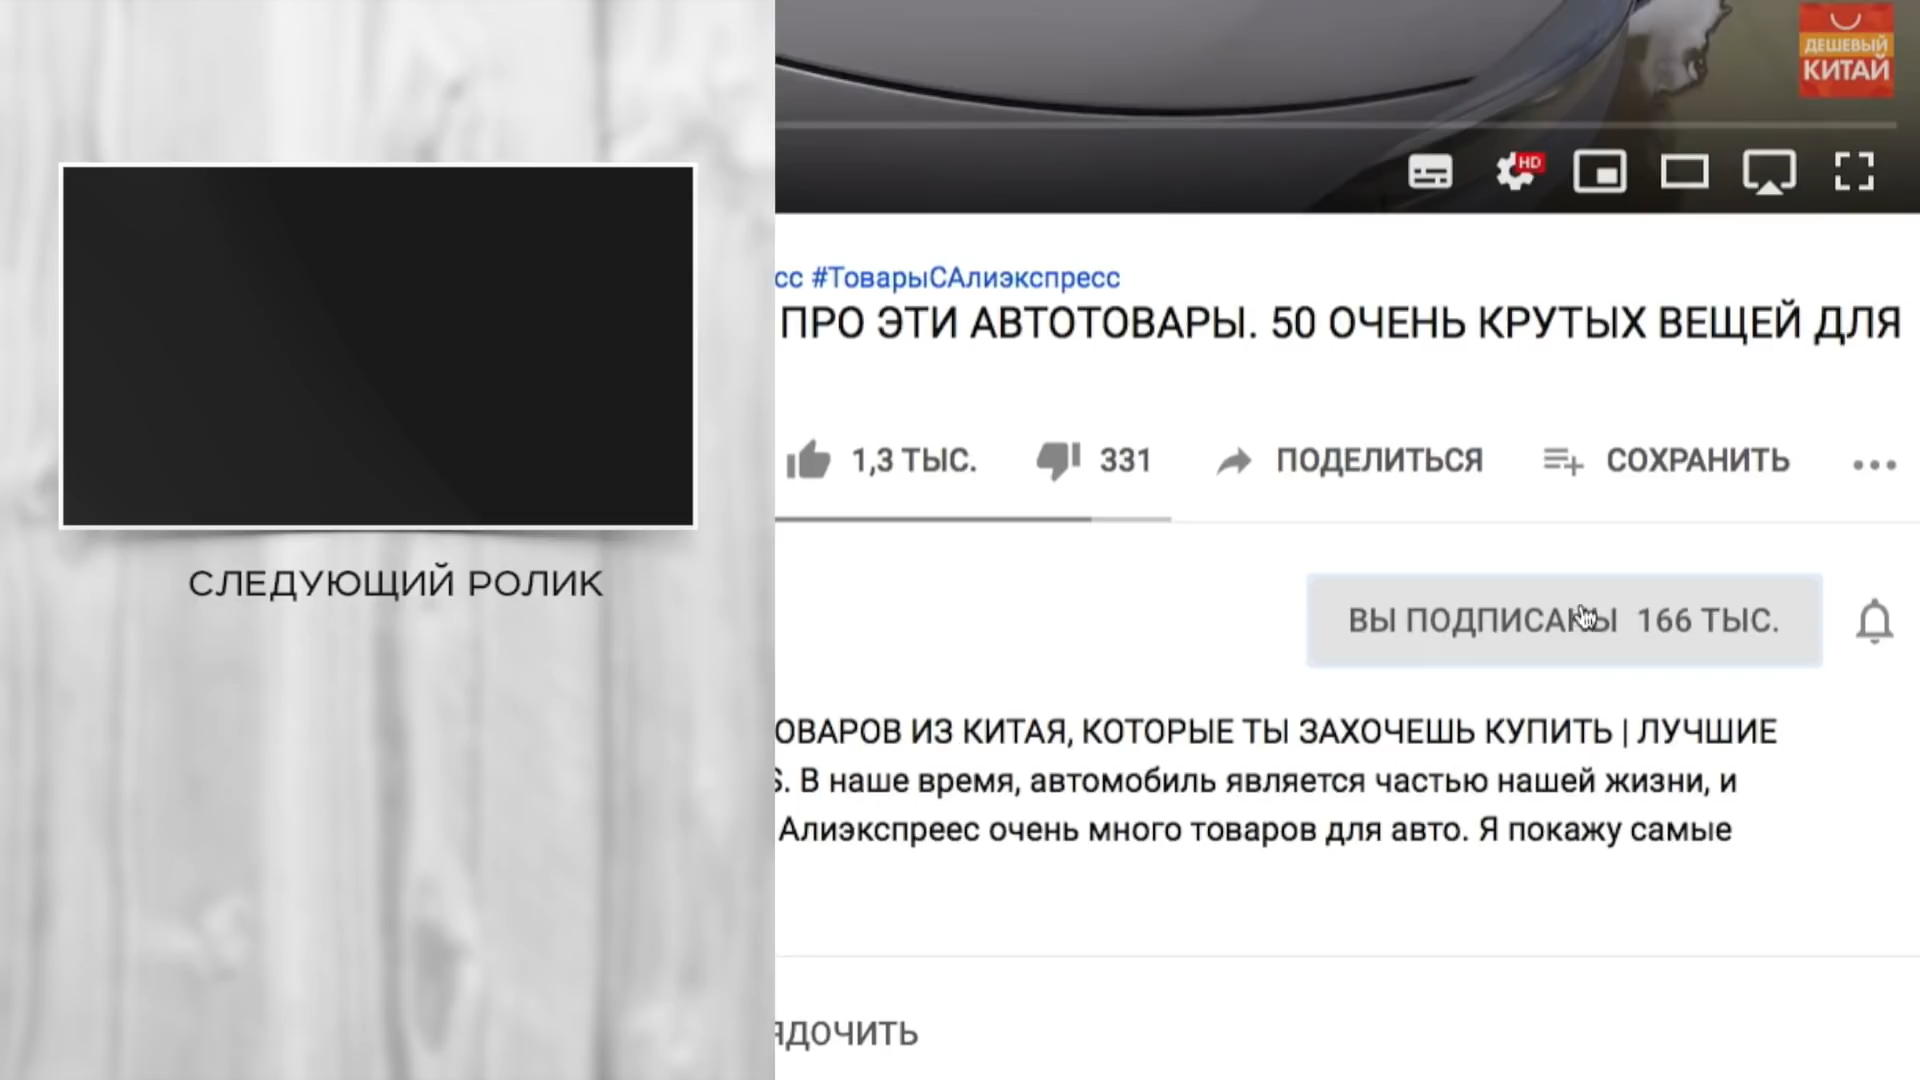 СЛЕДУЮЩИЙ РОЛИК
ДЕШЕВЫЙ
КИТАЙ
HD
сс #ТоварыСАлиэкспресс
ПРО ЭТИ АВТОТОВАРЫ. 50 ОЧЕНЬ КРУТЫХ ВЕЩЕЙ ДЛЯ
1,3 ТЫС. 331 ПОДЕЛИТЬСЯ СОХРАНИТЬ
ВЫ ПОДПИСАНЫ 166 ТЫС.
ОВАРОВ ИЗ КИТАЯ, КОТОРЫЕ ТЫ ЗАХОЧЕШЬ КУПИТЬ | ЛУЧШИЕ
S. В наше время, автомобиль является частью нашей жизни, и
Алиэкспреес очень много товаров для авто. Я покажу самые
ЯДОЧИТЬ